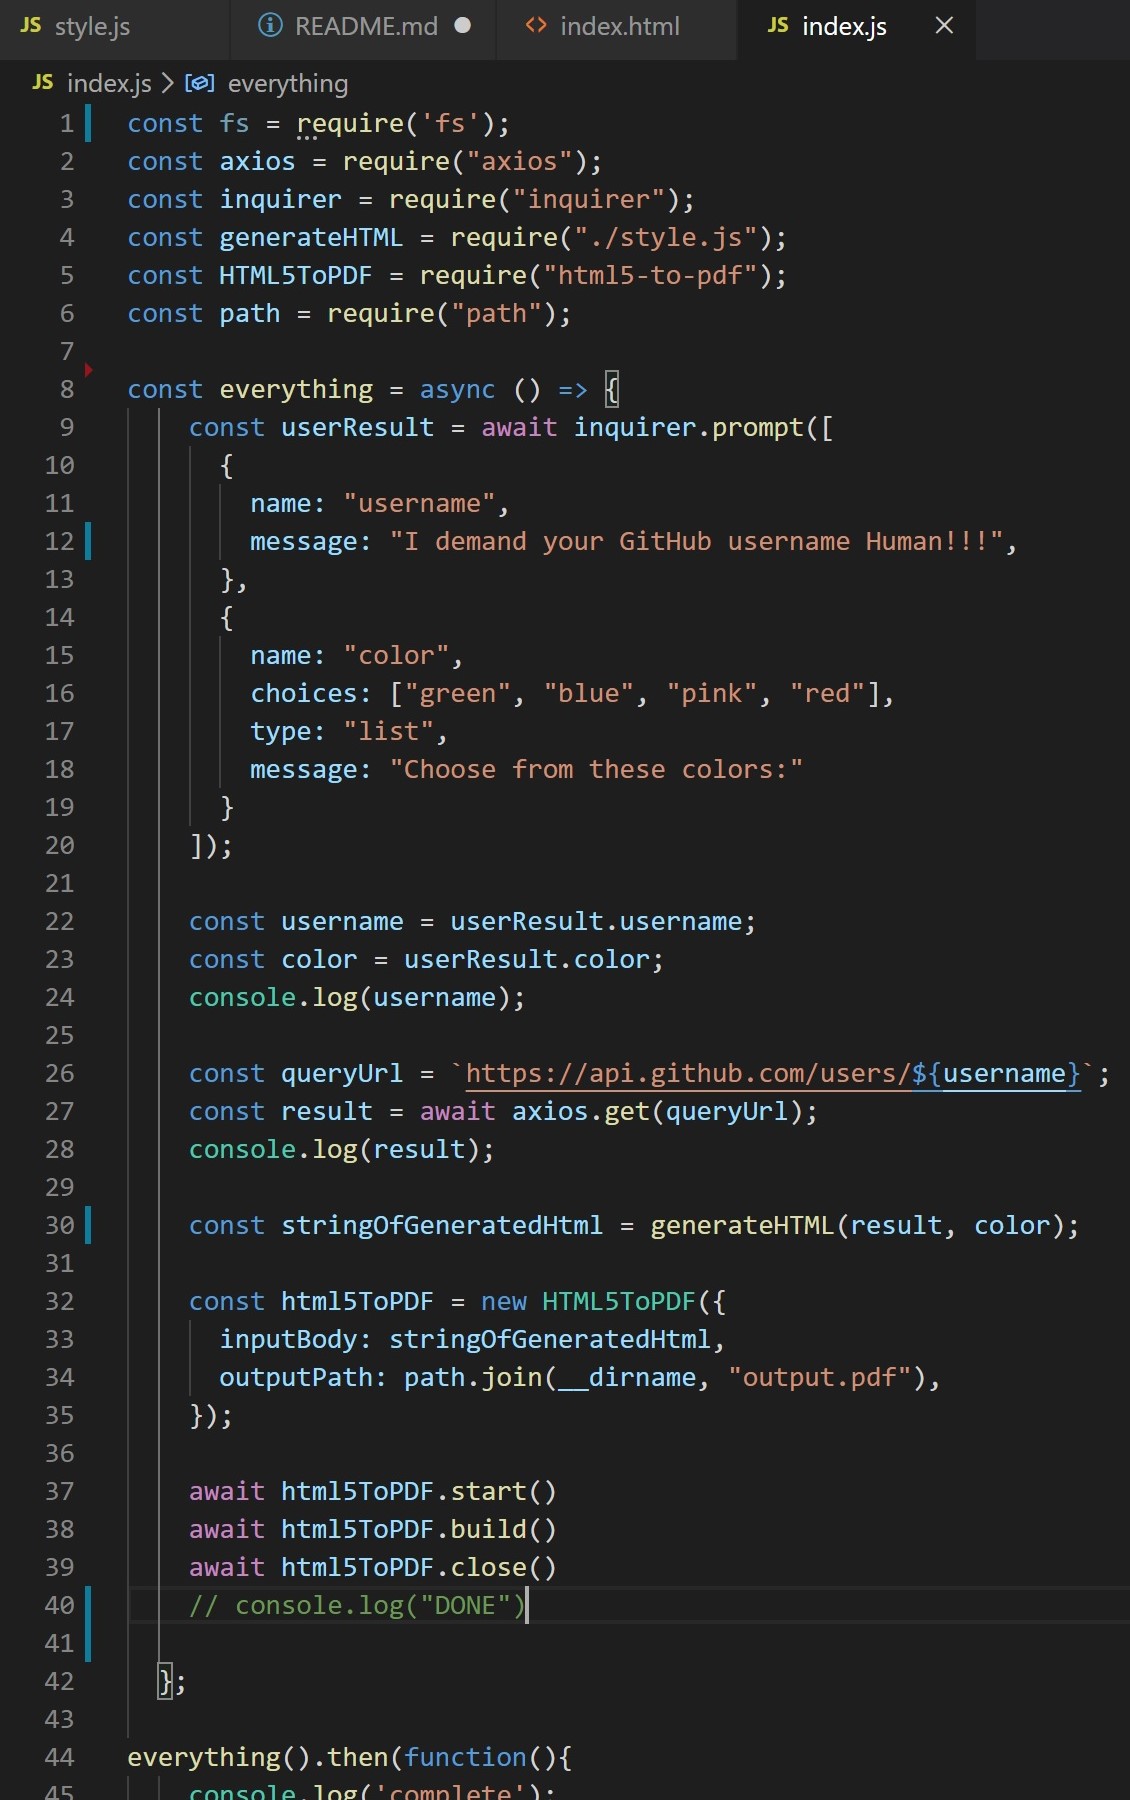 JS style.js README.md index.html JS index.js
JS index.js everything
1 const fs = require('fs');
2 const axios = require("axios");
3 const inquirer = require("inquirer");
4 const generateHTML = require("./style.js");
5 const HTML5ToPDF = require("html5-to-pdf");
6 const path = require("path");
7
8 const everything = async () => {
9 const userResult = await inquirer.prompt([
10 {
11 name: "username",
12 message: "I demand your GitHub username Human!!!",
13 },
14 {
15 name: "color",
16 choices: ["green", "blue", "pink", "red"],
17 type: "list",
18 message: "Choose from these colors:"
19 }
20 ]);
21
22 const username = userResult.username;
23 const color = userResult.color;
24 console.log(username);
25
26 const queryUrl = `https://api.github.com/users/${username}`;
27 const result = await axios.get(queryUrl);
28 console.log(result);
29
30 const stringOfGeneratedHtml = generateHTML(result, color);
31
32 const html5ToPDF = new HTML5ToPDF({
33 inputBody: stringOfGeneratedHtml,
34 outputPath: path.join(__dirname, "output.pdf"),
35 });
36
37 await html5ToPDF.start()
38 await html5ToPDF.build()
39 await html5ToPDF.close()
40 // console.log("DONE")
41
42 };
43
44 everything().then(function(){
45 console.log('complete');